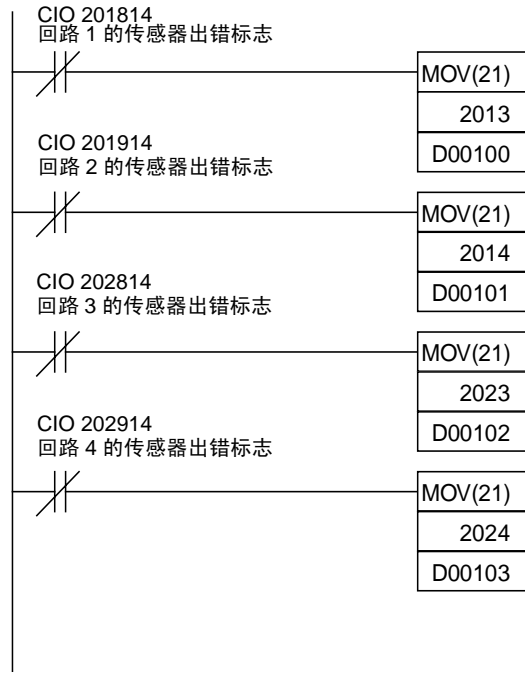 CIO 201814
回路 1 的传感器出错标志
MOV(21)
2013
D00100
CIO 201914
回路 2 的传感器出错标志
MOV(21)
2014
D00101
CIO 202814
回路 3 的传感器出错标志
MOV(21)
2023
D00102
CIO 202914
回路 4 的传感器出错标志
MOV(21)
2024
D00103